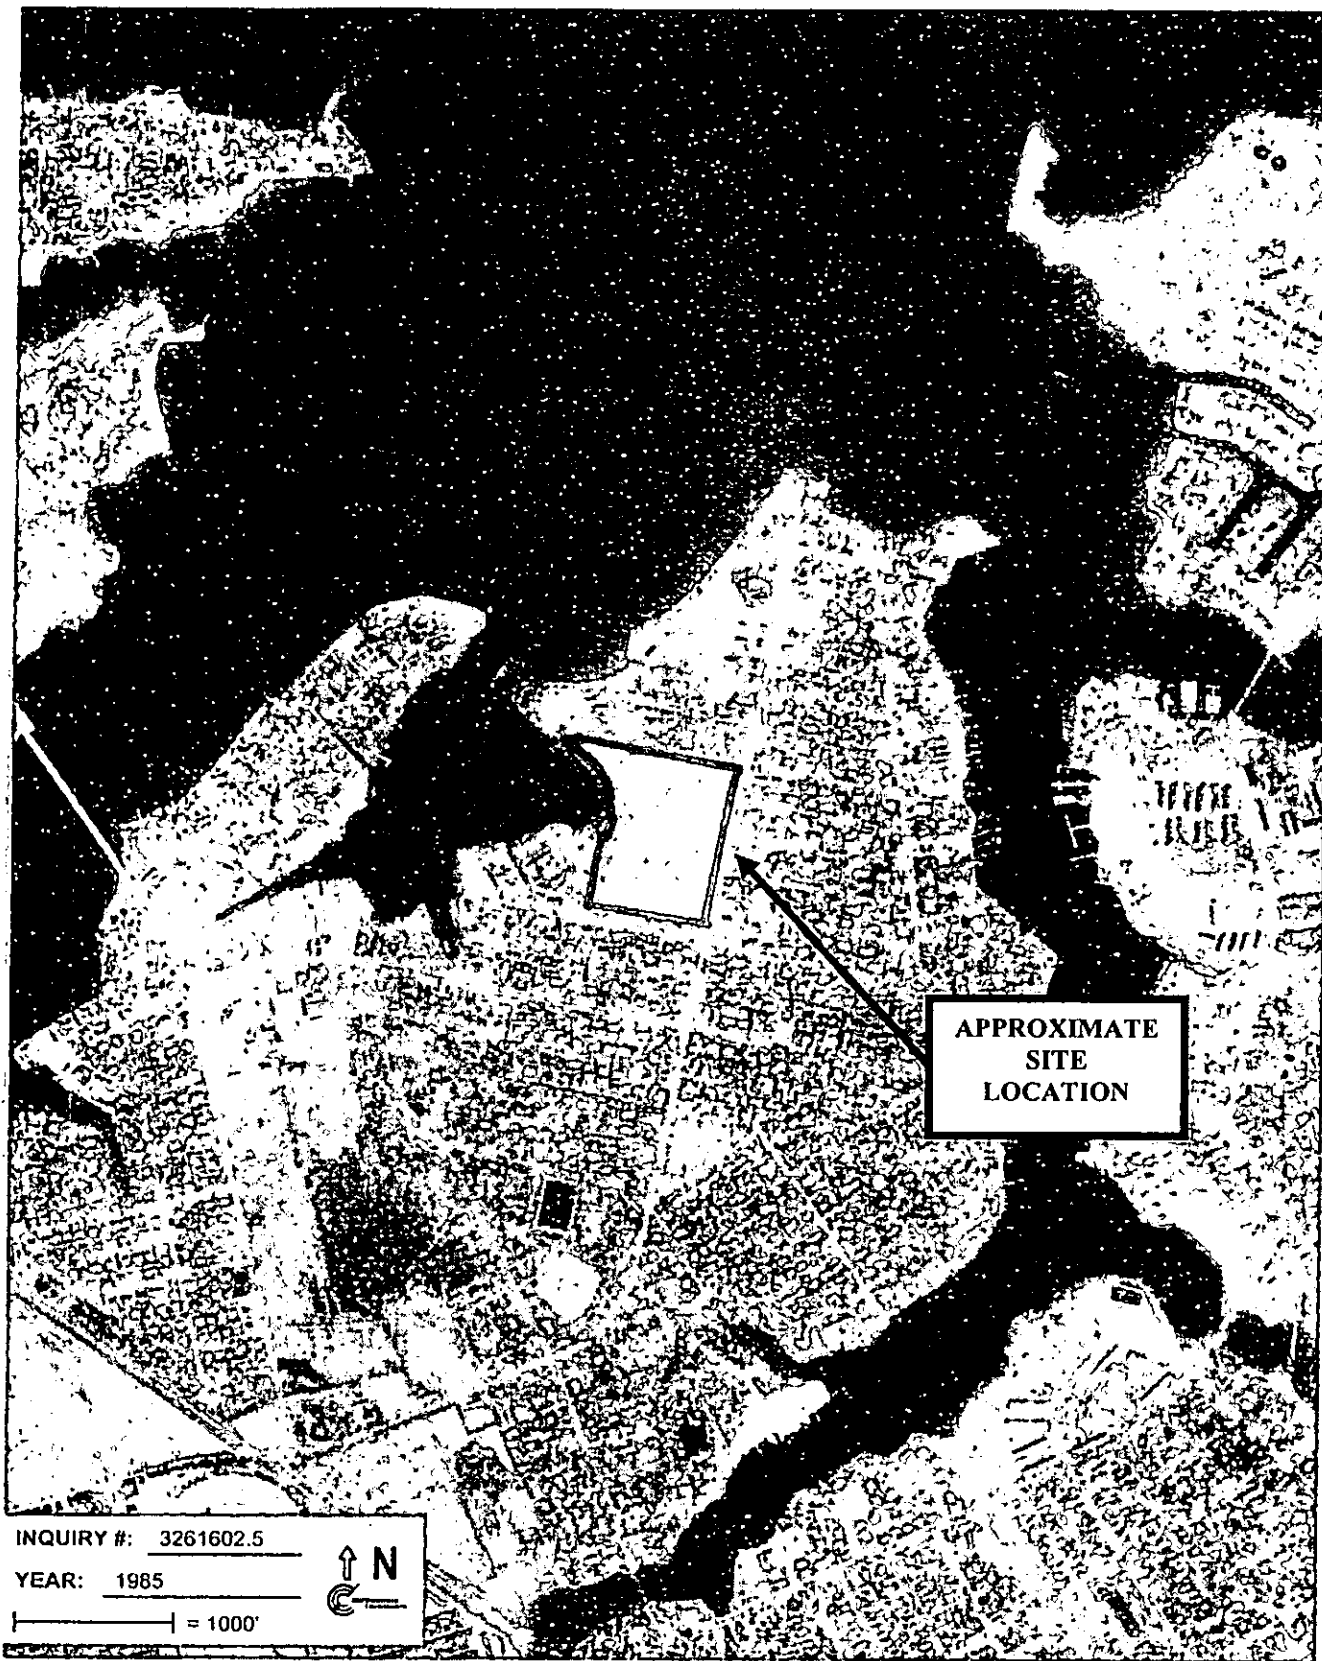 APPROXIMATE
SITE
LOCATION
INQUIRY #: 3261602.5
N
YEAR: 1985
= 1000'